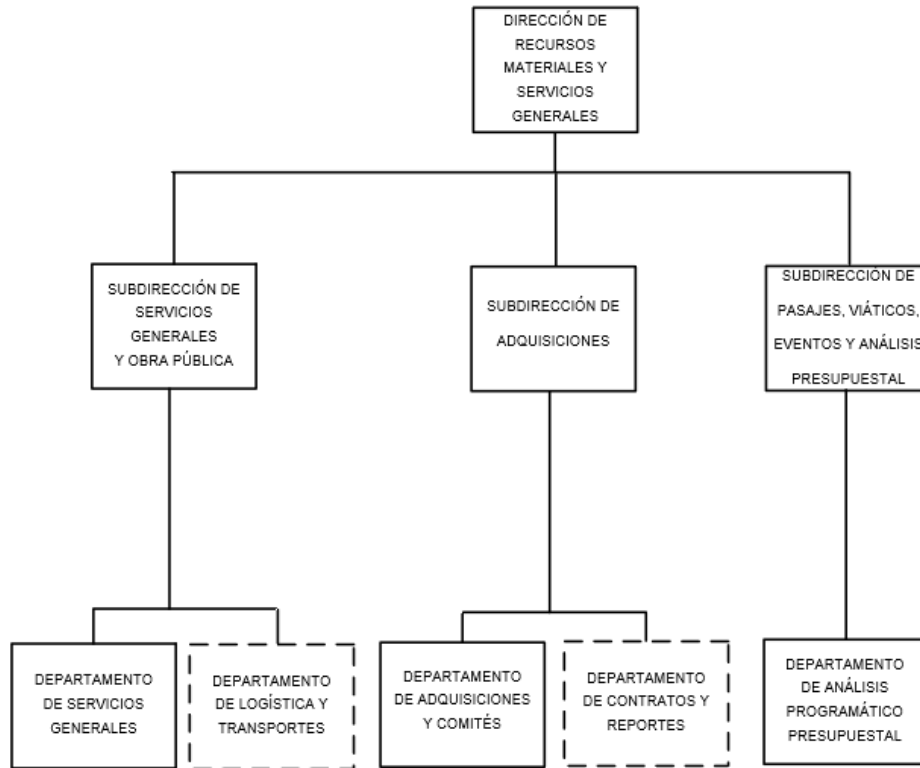 DIRECCIÓN DE
RECURSOS
MATERIALES Y
SERVICIOS
GENERALES
SUBDIRECCIÓN DE
SERVICIOS
GENERALES
Y OBRA PÚBLICA
SUBDIRECCIÓN DE
ADQUISICIONES
SUBDIRECCIÓN DE
PASAJES, VIÁTICOS,
EVENTOS Y ANÁLISIS
PRESUPUESTAL
DEPARTAMENTO
DE SERVICIOS
GENERALES
DEPARTAMENTO
DE LOGÍSTICA Y
TRANSPORTES
DEPARTAMENTO
DE ADQUISICIONES
Y COMITÉS
DEPARTAMENTO
DE CONTRATOS Y
REPORTES
DEPARTAMENTO
DE ANÁLISIS
PROGRAMÁTICO
PRESUPUESTAL